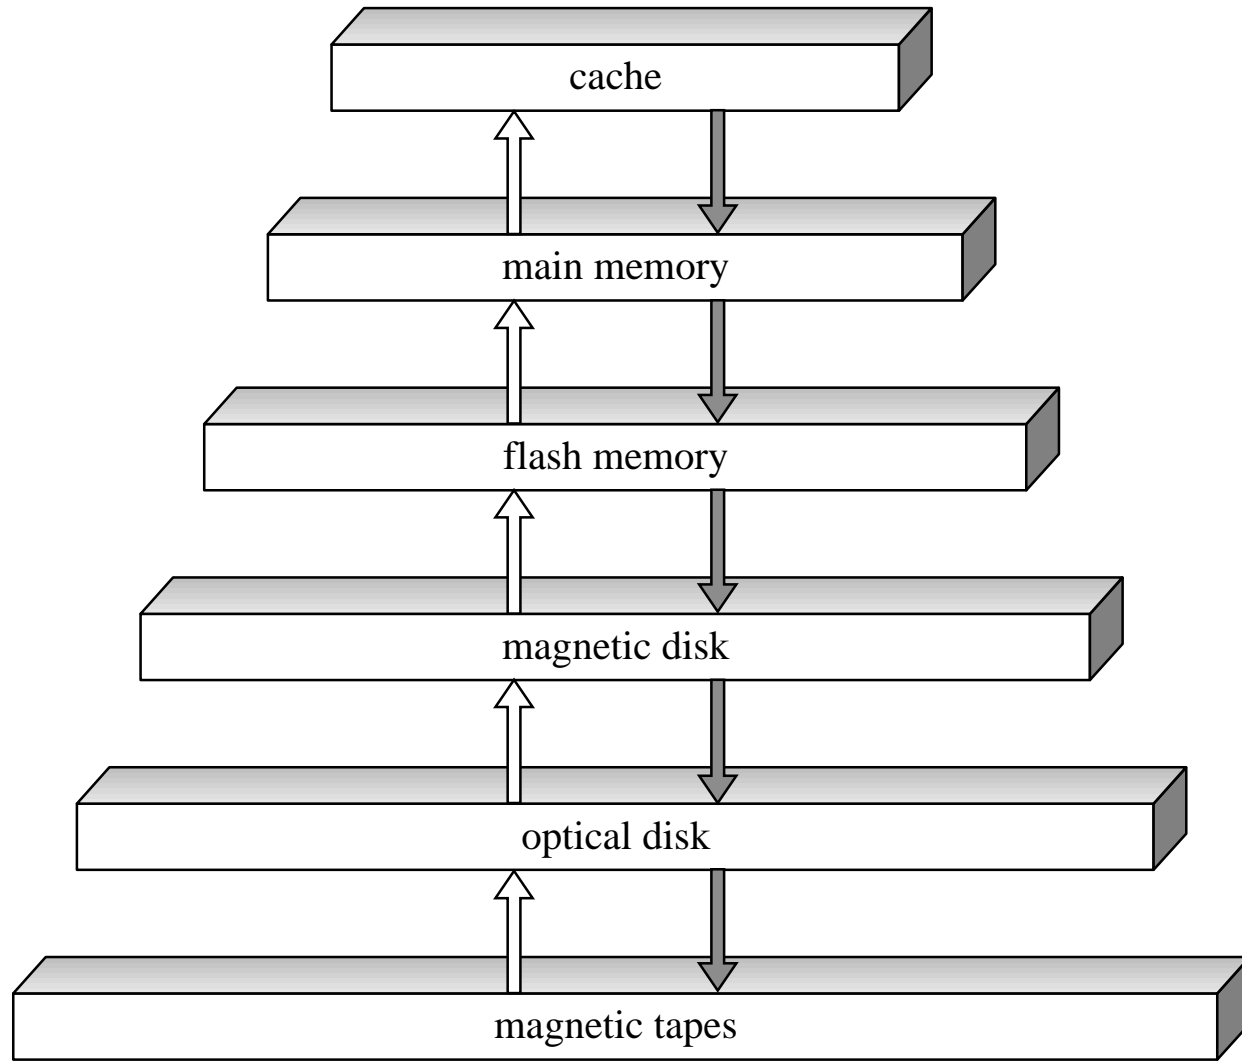 cache
main memory
flash memory
magnetic disk
optical disk
magnetic tapes